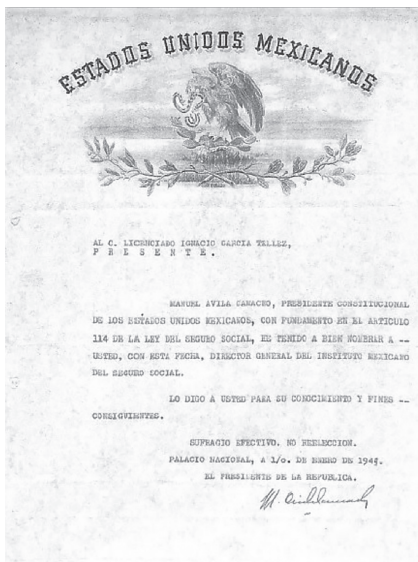 ESTADOS UNIDOS MEXICANOS
AL C. LICENCIADO IGNACIO GARCIA TELLEZ,
P R E S E N T E .
MANUEL AVILA CAMACHO, PRESIDENTE CONSTITUCIONAL
DE LOS ESTADOS UNIDOS MEXICANOS, CON FUNDAMENTO EN EL ARTICULO
114 DE LA LEY DEL SEGURO SOCIAL, HE TENIDO A BIEN NOMBRAR A --
USTED, CON ESTA FECHA, DIRECTOR GENERAL DEL INSTITUTO MEXICANO
DEL SEGURO SOCIAL.
LO DIGO A USTED PARA SU CONOCIMIENTO Y FINES --
CONSIGUIENTES.
SUFRAGIO EFECTIVO. NO REELECCION.
PALACIO NACIONAL, A 1/o. DE ENERO DE 1944.
EL PRESIDENTE DE LA REPUBLICA.